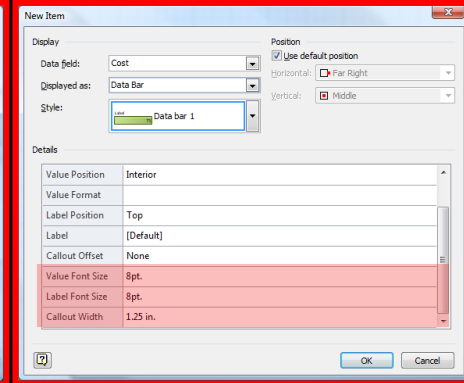 New Item
Display
Position
Data field: Cost
Use default position
Displayed as: Data Bar
Horizontal: Far Right
Vertical: Middle
Style: Data bar 1
Details
Value Position Interior
Value Format
Label Position Top
Label [Default]
Callout Offset None
Value Font Size 8pt.
Label Font Size 8pt.
Callout Width 1.25 in.
OK Cancel